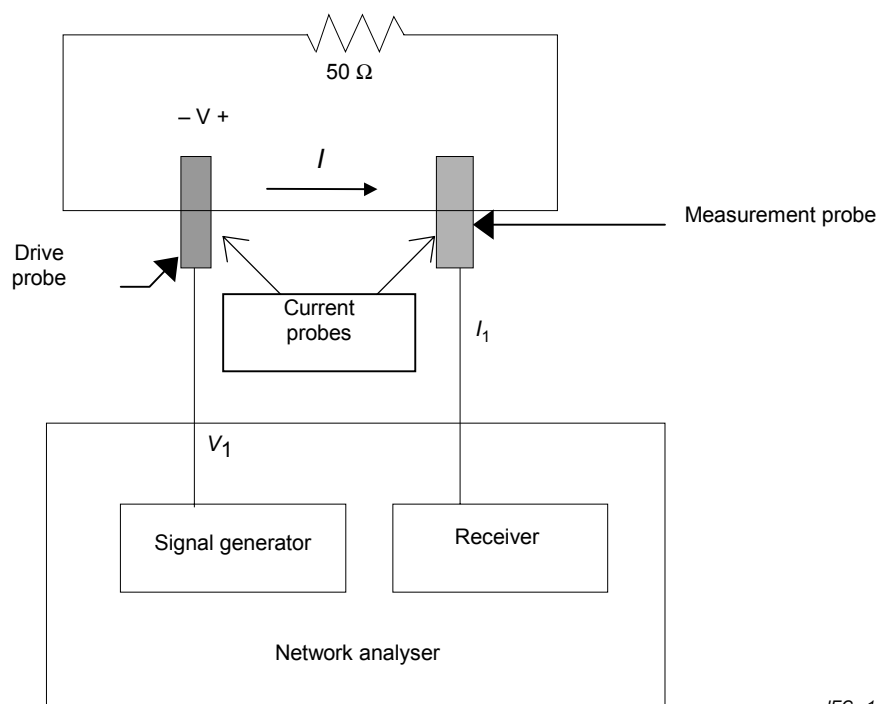 50 Ω
– V +
I
Measurement probe
Drive
probe
Current
probes
I1
V1
Signal generator
Receiver
Network analyser